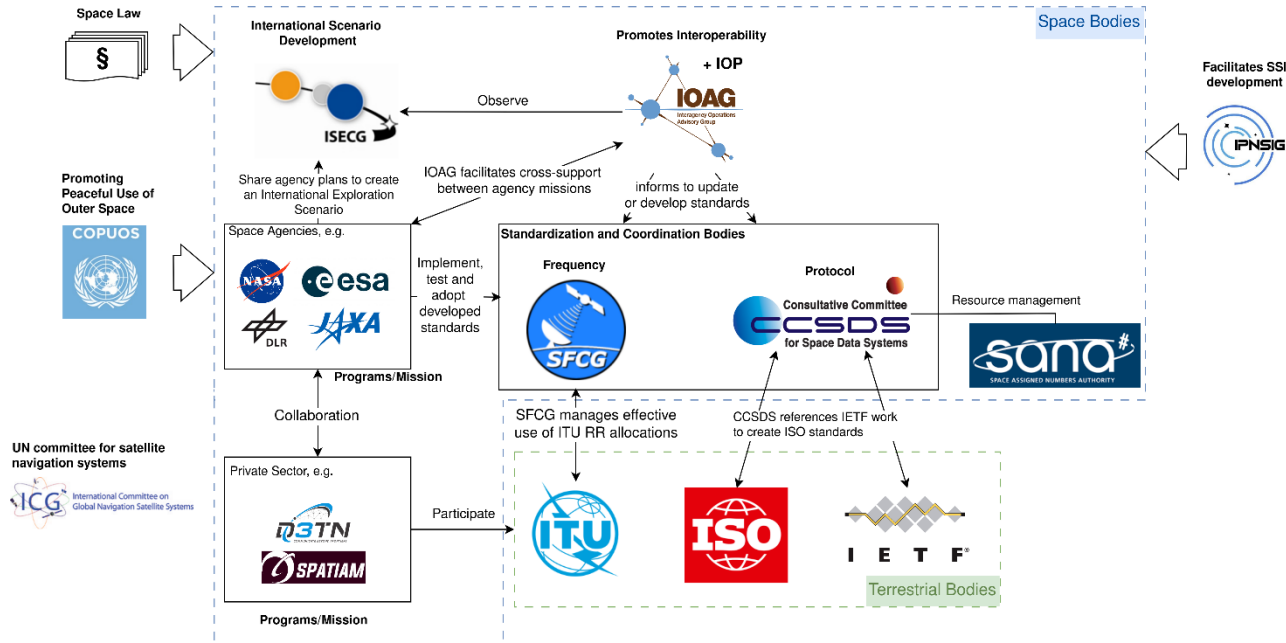 Space Law
§
International Scenario
Development
ISECG
Promotes Interoperability
+ IOP
IOAG
Interagency Operations
Advisory Group
Space Bodies
Facilitates SSI
development
IPNSIG
Observe
Promoting
Peaceful Use of
Outer Space
COPUOS
Share agency plans to create
an International Exploration
Scenario
IOAG facilitates cross-support
between agency missions
informs to update
or develop standards
Space Agencies, e.g.
NASA
esa
DLR
JAXA
Programs/Mission
Implement,
test and
adopt
developed
standards
Standardization and Coordination Bodies
Frequency
SFCG
Protocol
Consultative Committee
CCSDS
for Space Data Systems
Resource management
sana#
SPACE ASSIGNED NUMBERS AUTHORITY
Collaboration
SFCG manages effective
use of ITU RR allocations
CCSDS references IETF work
to create ISO standards
UN committee for satellite
navigation systems
ICG
International Committee on
Global Navigation Satellite Systems
Private Sector, e.g.
D3TN
SPATIAM
Programs/Mission
Participate
ITU
ISO
IETF®
Terrestrial Bodies